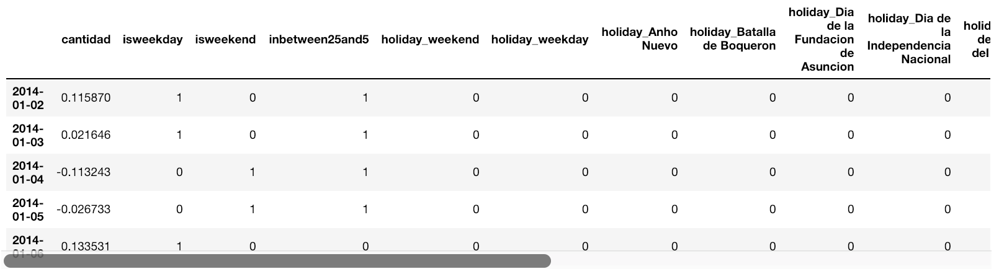 cantidad isweekday isweekend inbetween25and5 holiday_weekend holiday_weekday holiday_Anho Nuevo holiday_Batalla de Boqueron holiday_Dia de la Fundacion de Asuncion holiday_Dia de la Independencia Nacional holid de del
2014-01-02 0.115870 1 0 1 0 0 0 0 0 0
2014-01-03 0.021646 1 0 1 0 0 0 0 0 0
2014-01-04 -0.113243 0 1 1 0 0 0 0 0 0
2014-01-05 -0.026733 0 1 1 0 0 0 0 0 0
2014-01-06 0.133531 1 0 0 0 0 0 0 0 0